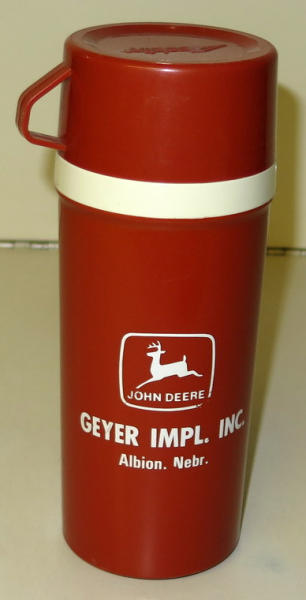 JOHN DEERE
GEYER IMPL. INC.
Albion. Nebr.